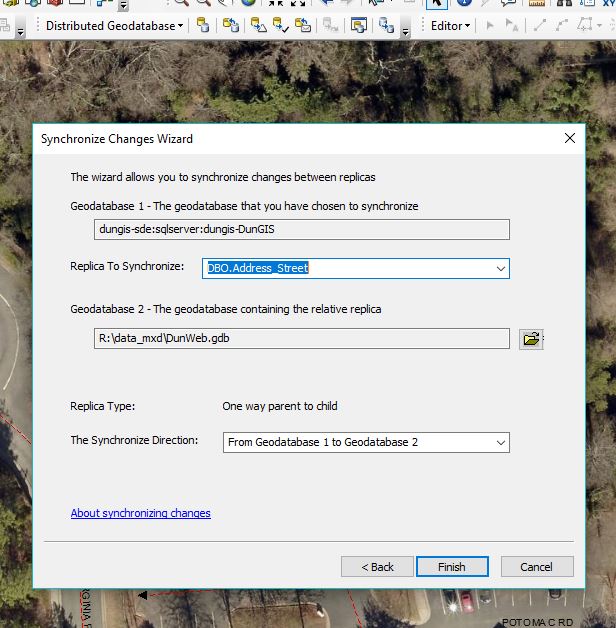 Distributed Geodatabase
Editor
Synchronize Changes Wizard
The wizard allows you to synchronize changes between replicas
Geodatabase 1 - The geodatabase that you have chosen to synchronize
dungis-sde:sqlserver:dungis-DunGIS
Replica To Synchronize: DBO.Address_Street
Geodatabase 2 - The geodatabase containing the relative replica
R:\data_mxd\DunWeb.gdb
Replica Type: One way parent to child
The Synchronize Direction: From Geodatabase 1 to Geodatabase 2
About synchronizing changes
< Back Finish Cancel
POTOMAC RD